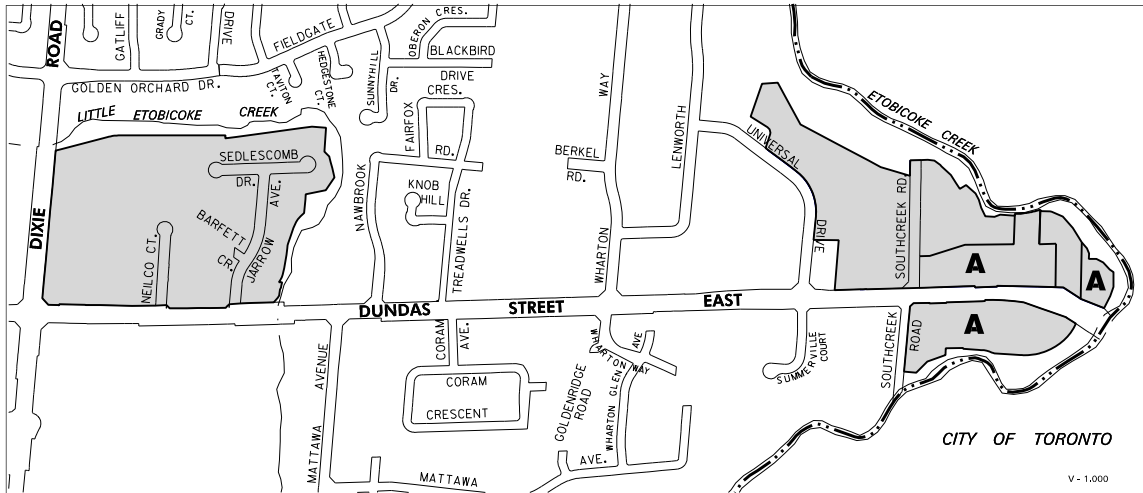 ROAD
GATLIFF
GRADY
CT.
DRIVE
FIELDGATE
OBERON CRES.
BLACKBIRD
DRIVE
CRES.
HEDGESTONE
CT.
SUNNYHILL
DR.
TAVITON
CT.
GOLDEN ORCHARD DR.
LITTLE ETOBICOKE CREEK
FAIRFOX
RD.
WAY
BERKEL
RD.
LENWORTH
UNIVERSAL
DRIVE
ETOBICOKE CREEK
SEDLESCOMB
DR.
AVE.
BARFETT
CR.
JARROW
NEILCO CT.
DIXIE
NAWBROOK
KNOB
HILL
TREADWELLS DR.
WHARTON
SOUTHCREEK RD
A
A
A
DUNDAS STREET EAST
CORAM
AVE.
MATTAWA AVENUE
CORAM
CRESCENT
WHARTON WAY
AVE
GOLDENRIDGE
ROAD
WHARTON GLEN
AVE.
MATTAWA
SUMMERVILLE
COURT
SOUTHCREEK
ROAD
CITY OF TORONTO
V - 1.000